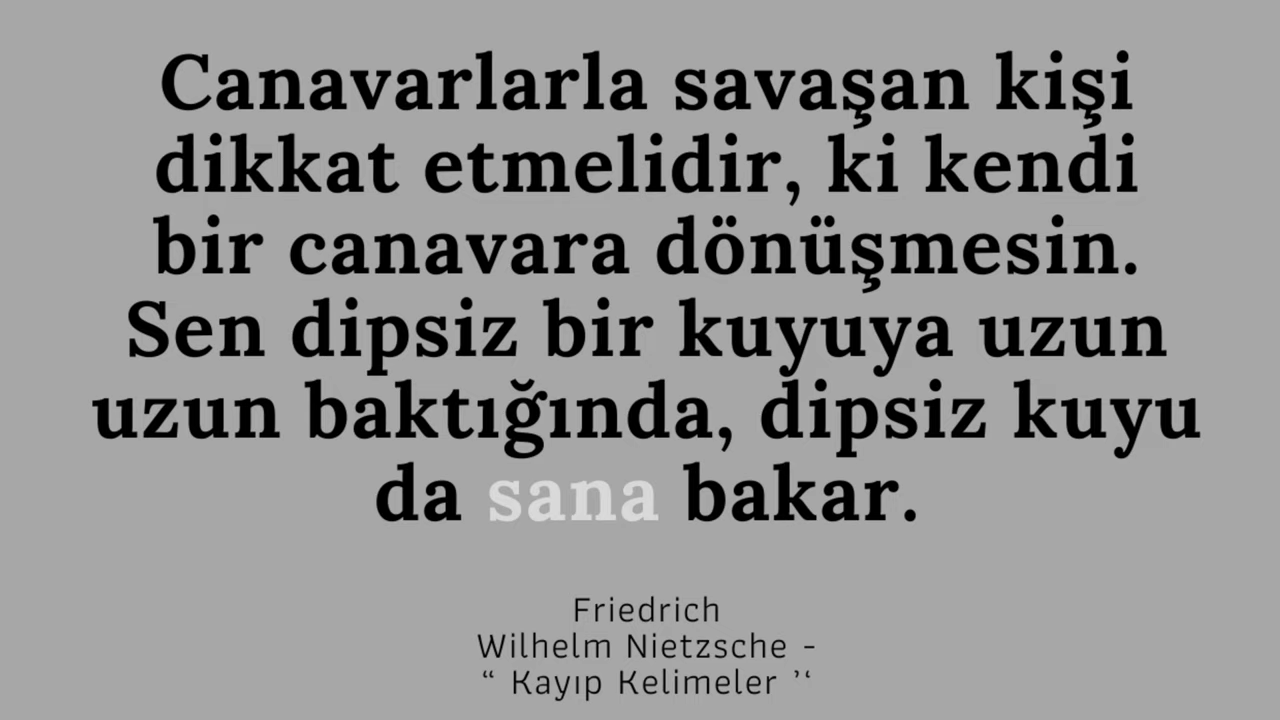 Canavarlarla savaşan kişi
dikkat etmelidir, ki kendi
bir canavara dönüşmesin.
Sen dipsiz bir kuyuya uzun
uzun baktığında, dipsiz kuyu
da sana bakar.
Friedrich
Wilhelm Nietzsche -
“ Kayıp Kelimeler ’‘